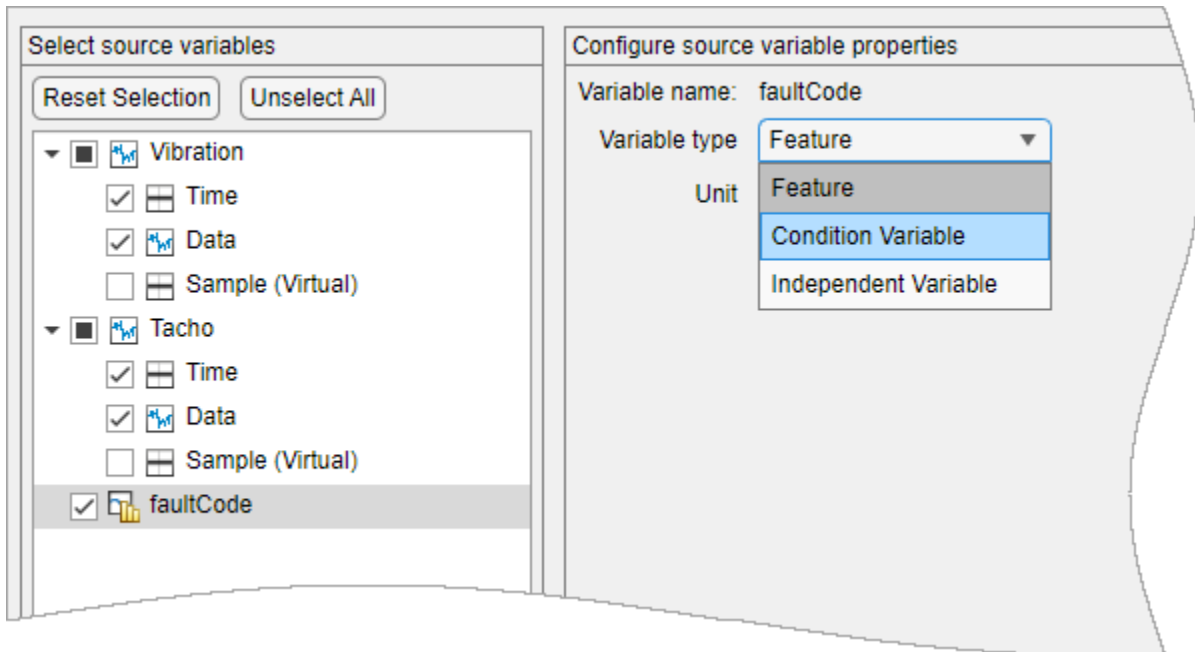 Select source variables
Reset Selection
Unselect All
Vibration
Time
Data
Sample (Virtual)
Tacho
Time
Data
Sample (Virtual)
faultCode
Configure source variable properties
Variable name: faultCode
Variable type Feature
Unit
Feature
Condition Variable
Independent Variable